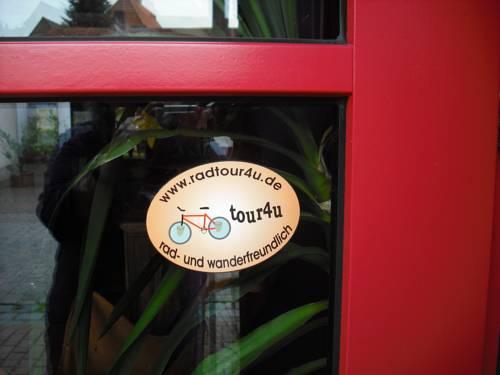 www.radtour4u.de
tour4u
rad- und wanderfreundlich